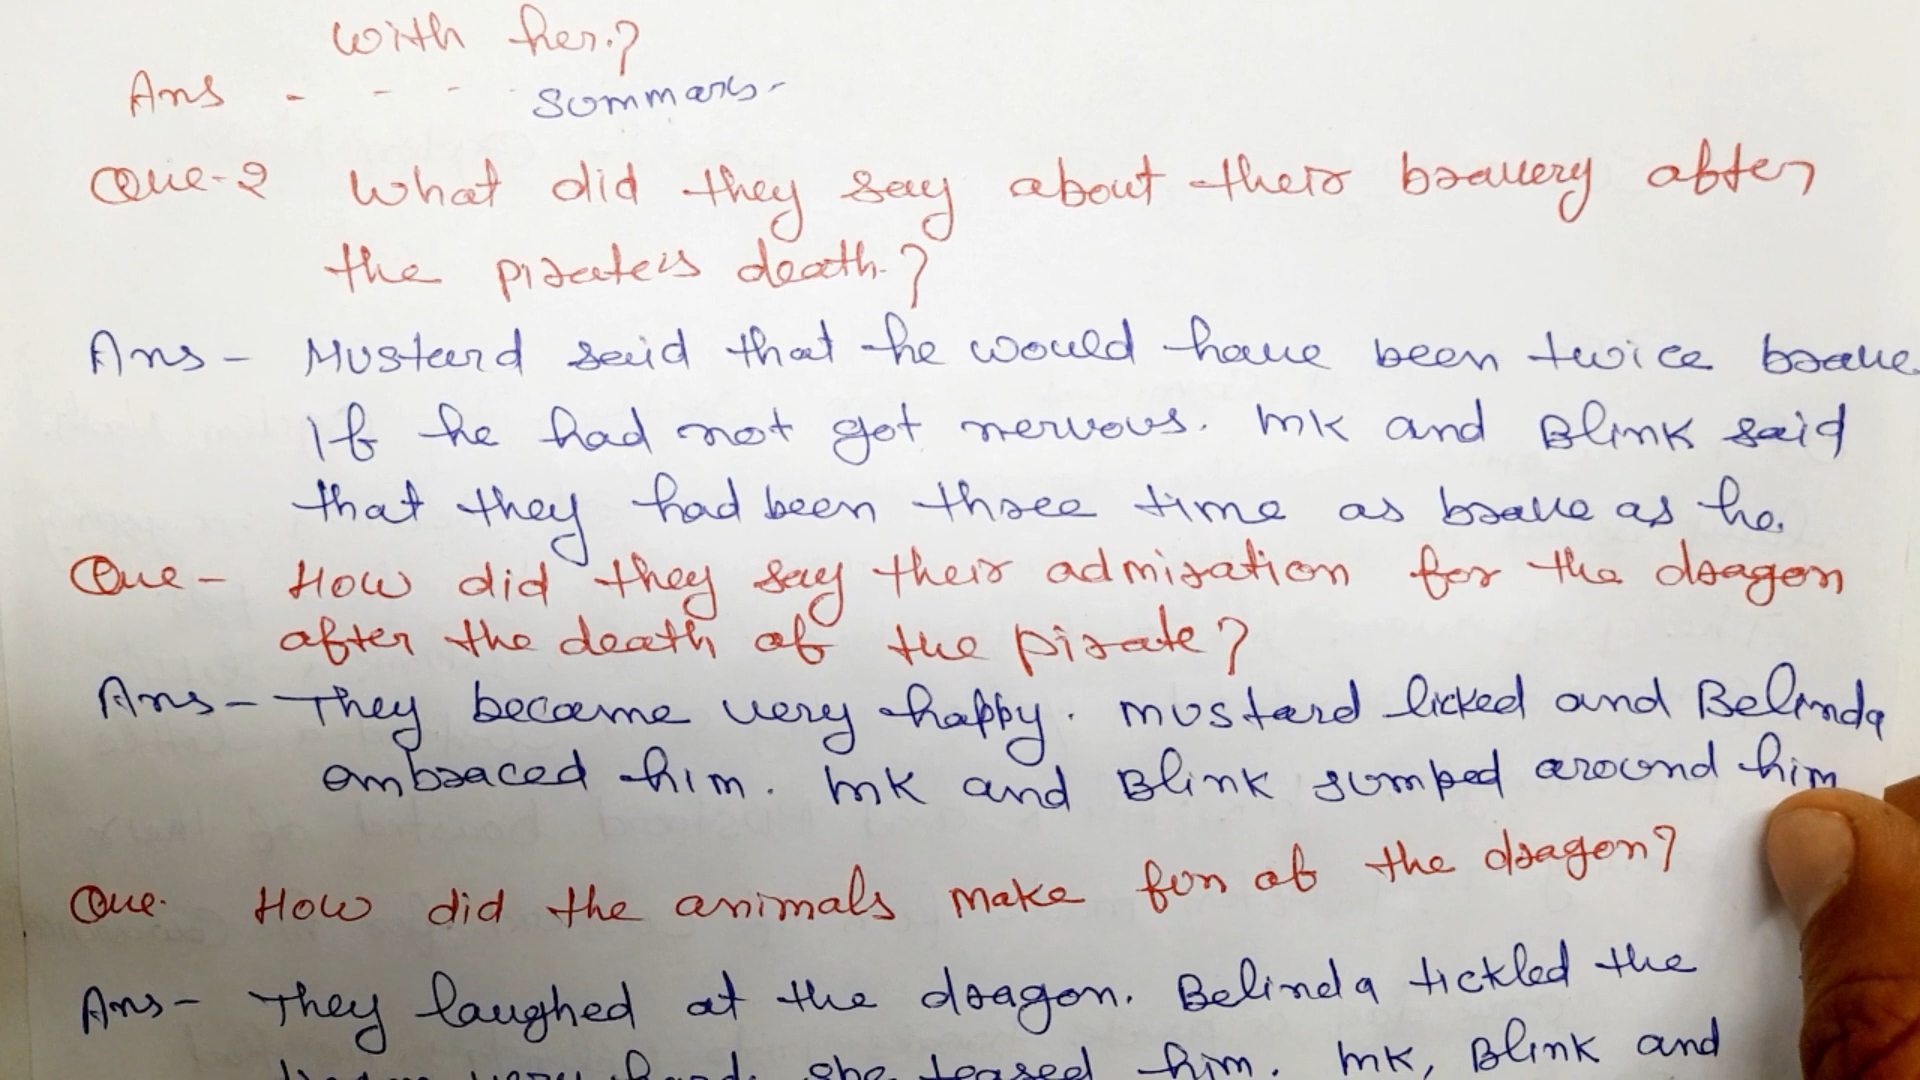 with her.?
Ans - - - Summary-
Que-2 What did they say about their bravery after
the pirate's death.?
Ans - Mustard said that he would have been twice brave
If he had not got nervous. Ink and Blink said
that they had been three time as brave as he.
Que - How did they say their admiration for the dragon
after the death of the pirate?
Ans - They became very happy. Mustard licked and Belinda
embraced him. Ink and Blink jumped around him
Que. How did the animals make fun of the dragon?
Ans - They laughed at the dragon. Belinda tickled the
very hard. She teased him. Ink, Blink and